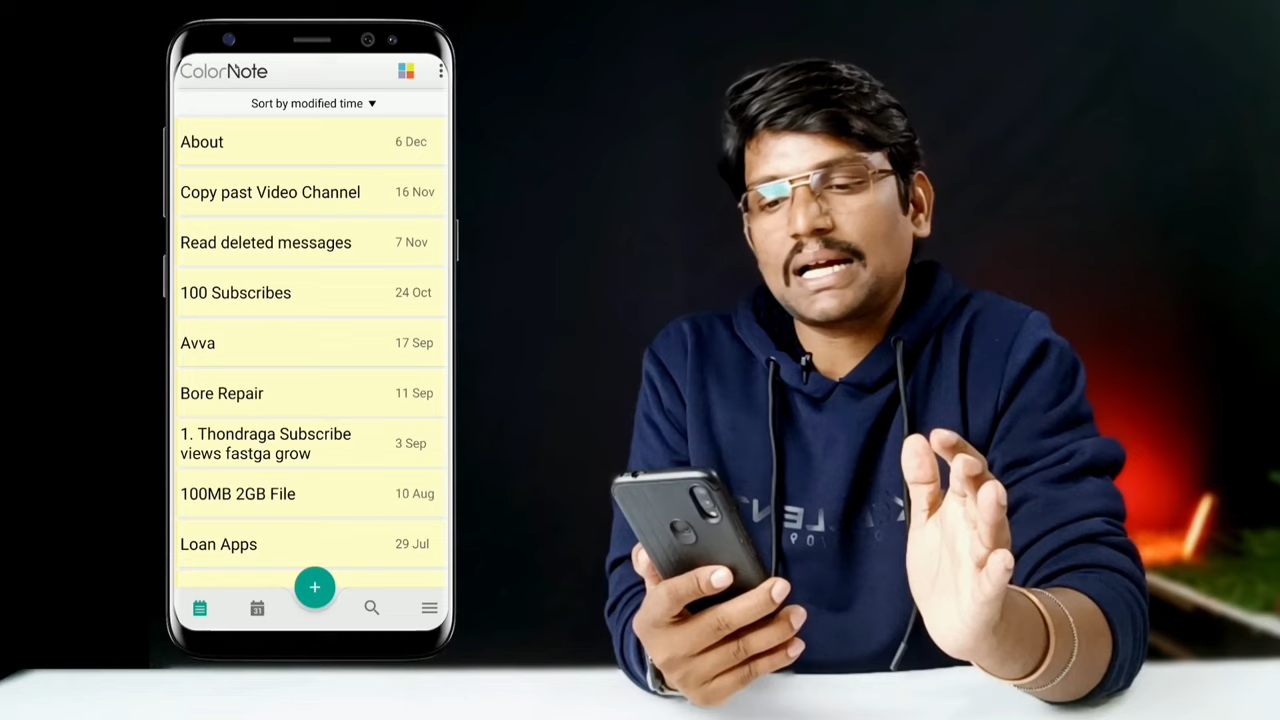 ColorNote
Sort by modified time
About 6 Dec
Copy past Video Channel 16 Nov
Read deleted messages 7 Nov
100 Subscribes 24 Oct
Avva 17 Sep
Bore Repair 11 Sep
1. Thondraga Subscribe
views fastga grow 3 Sep
100MB 2GB File 10 Aug
Loan Apps 29 Jul
31